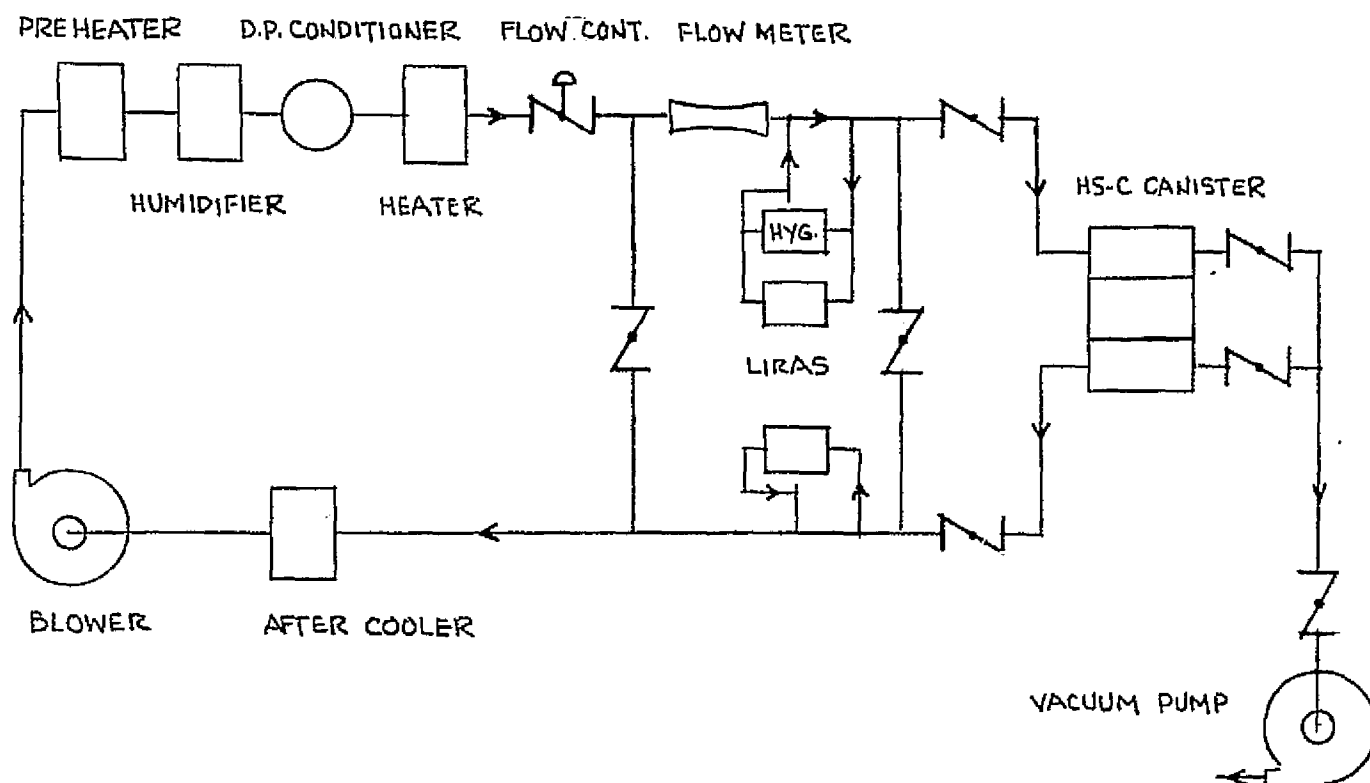 PREHEATER D.P. CONDITIONER FLOW CONT. FLOW METER
HUMIDIFIER HEATER
HS-C CANISTER
HYG.
LIRAS
BLOWER AFTER COOLER
VACUUM PUMP